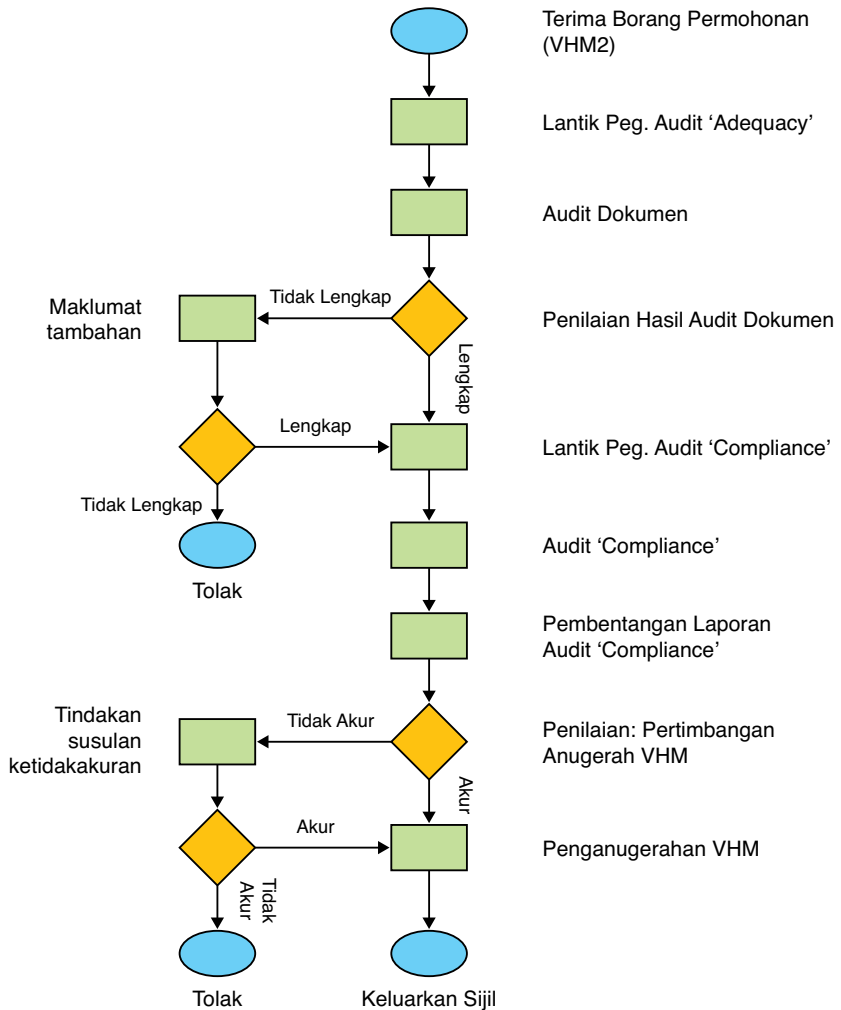 Terima Borang Permohonan
(VHM2)
Lantik Peg. Audit ‘Adequacy’
Audit Dokumen
Maklumat
tambahan
Tidak Lengkap
Penilaian Hasil Audit Dokumen
Lengkap
Lengkap
Lantik Peg. Audit ‘Compliance’
Tidak Lengkap
Tolak
Audit ‘Compliance’
Pembentangan Laporan
Audit ‘Compliance’
Tindakan
susulan
ketidakakuran
Tidak Akur
Penilaian: Pertimbangan
Anugerah VHM
Akur
Akur
Penganugerahan VHM
Tidak
Akur
Tolak
Keluarkan Sijil